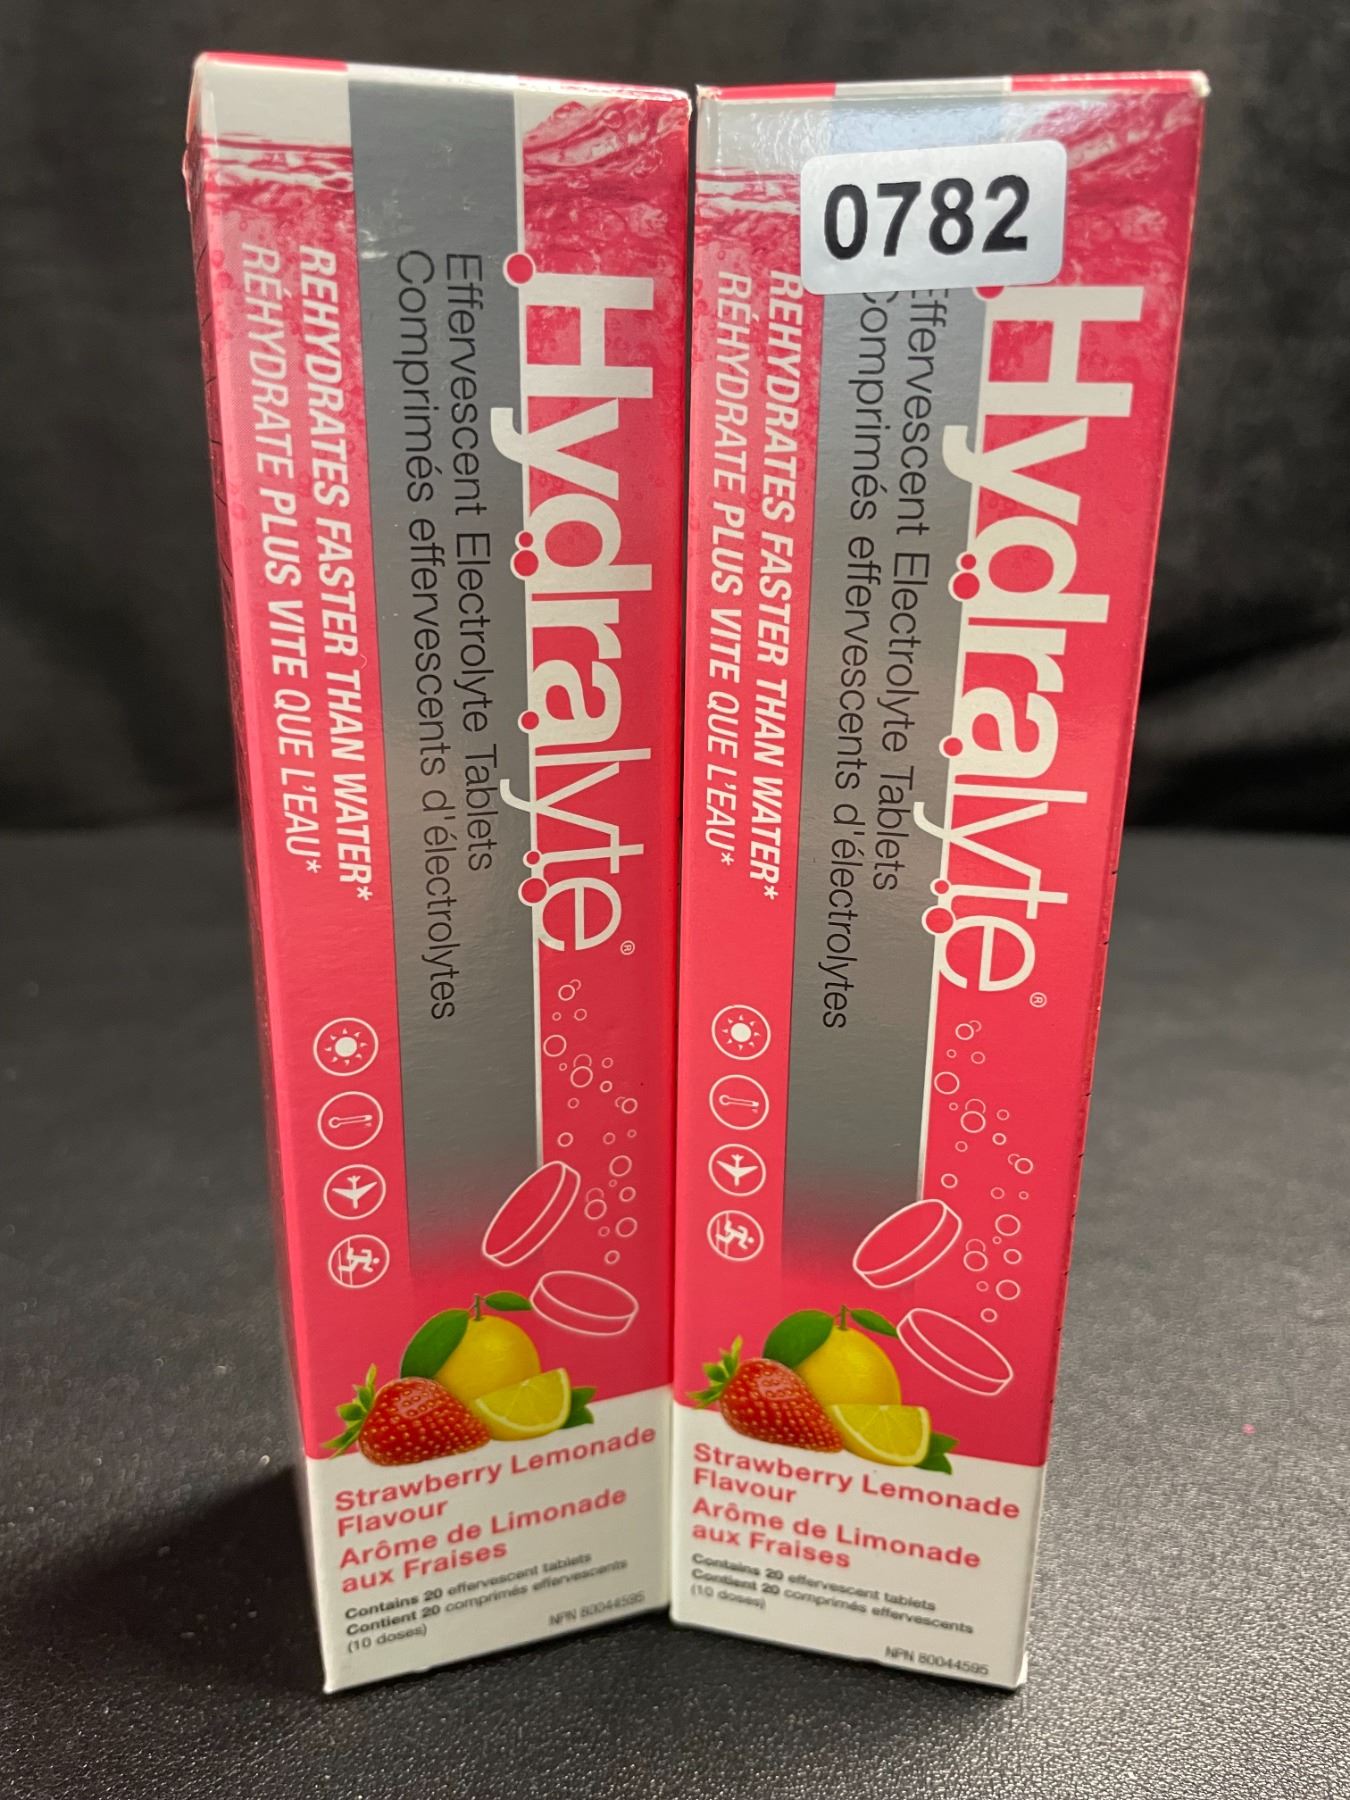 Hydralyte®
Effervescent Electrolyte Tablets
Comprimés effervescents d'électrolytes
REHYDRATES FASTER THAN WATER*
RÉHYDRATE PLUS VITE QUE L'EAU*
Strawberry Lemonade
Flavour
Arôme de Limonade
aux Fraises
Contains 20 effervescent tablets
Contient 20 comprimés effervescents
(10 doses)
NPN 80044595
0782
Hydralyte®
ffervescent Electrolyte Tablets
omprimés effervescents d'électrolytes
REHYDRATES FASTER THAN WATER*
RÉHYDRATE PLUS VITE QUE L'EAU*
Strawberry Lemonade
Flavour
Arôme de Limonade
aux Fraises
Contains 20 effervescent tablets
Contient 20 comprimés effervescents
(10 doses)
NPN 80044595